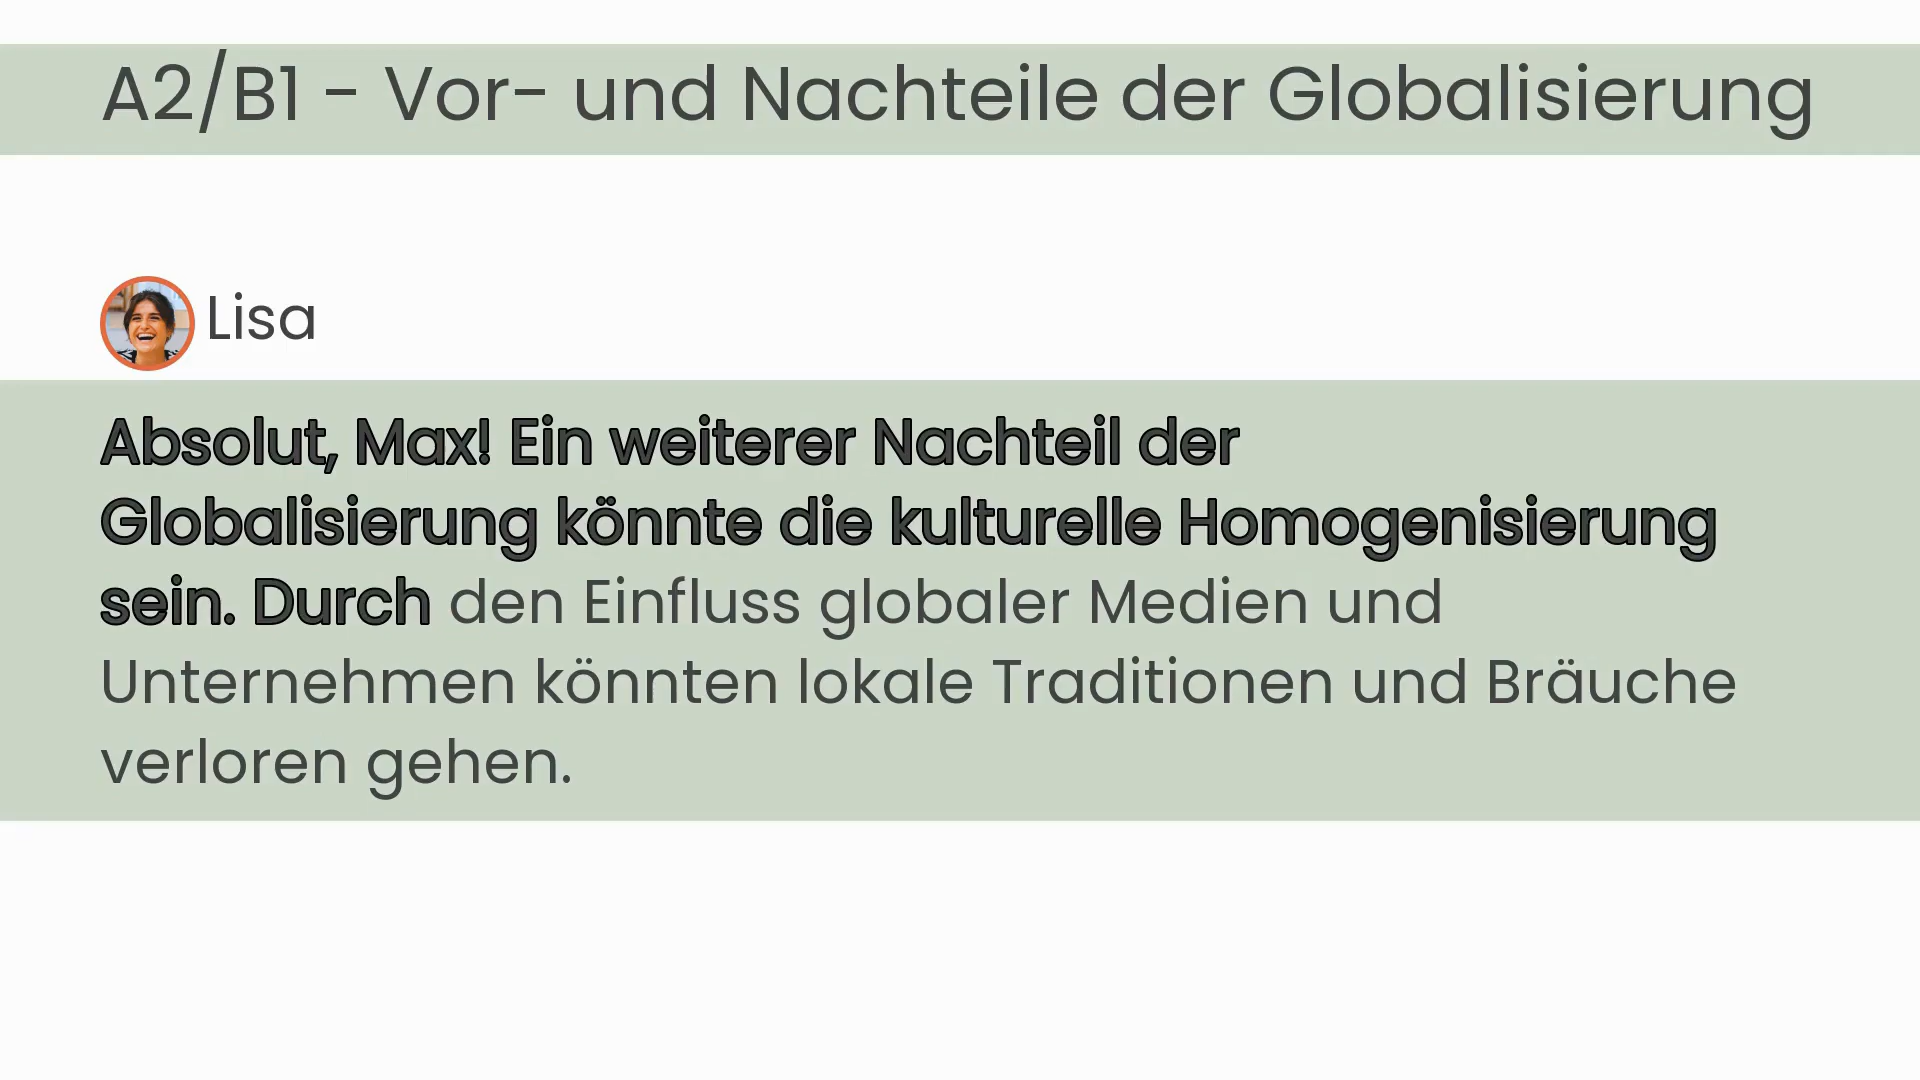 A2/B1 - Vor- und Nachteile der Globalisierung
Lisa
Absolut, Max! Ein weiterer Nachteil der
Globalisierung könnte die kulturelle Homogenisierung
sein. Durch den Einfluss globaler Medien und
Unternehmen könnten lokale Traditionen und Bräuche
verloren gehen.